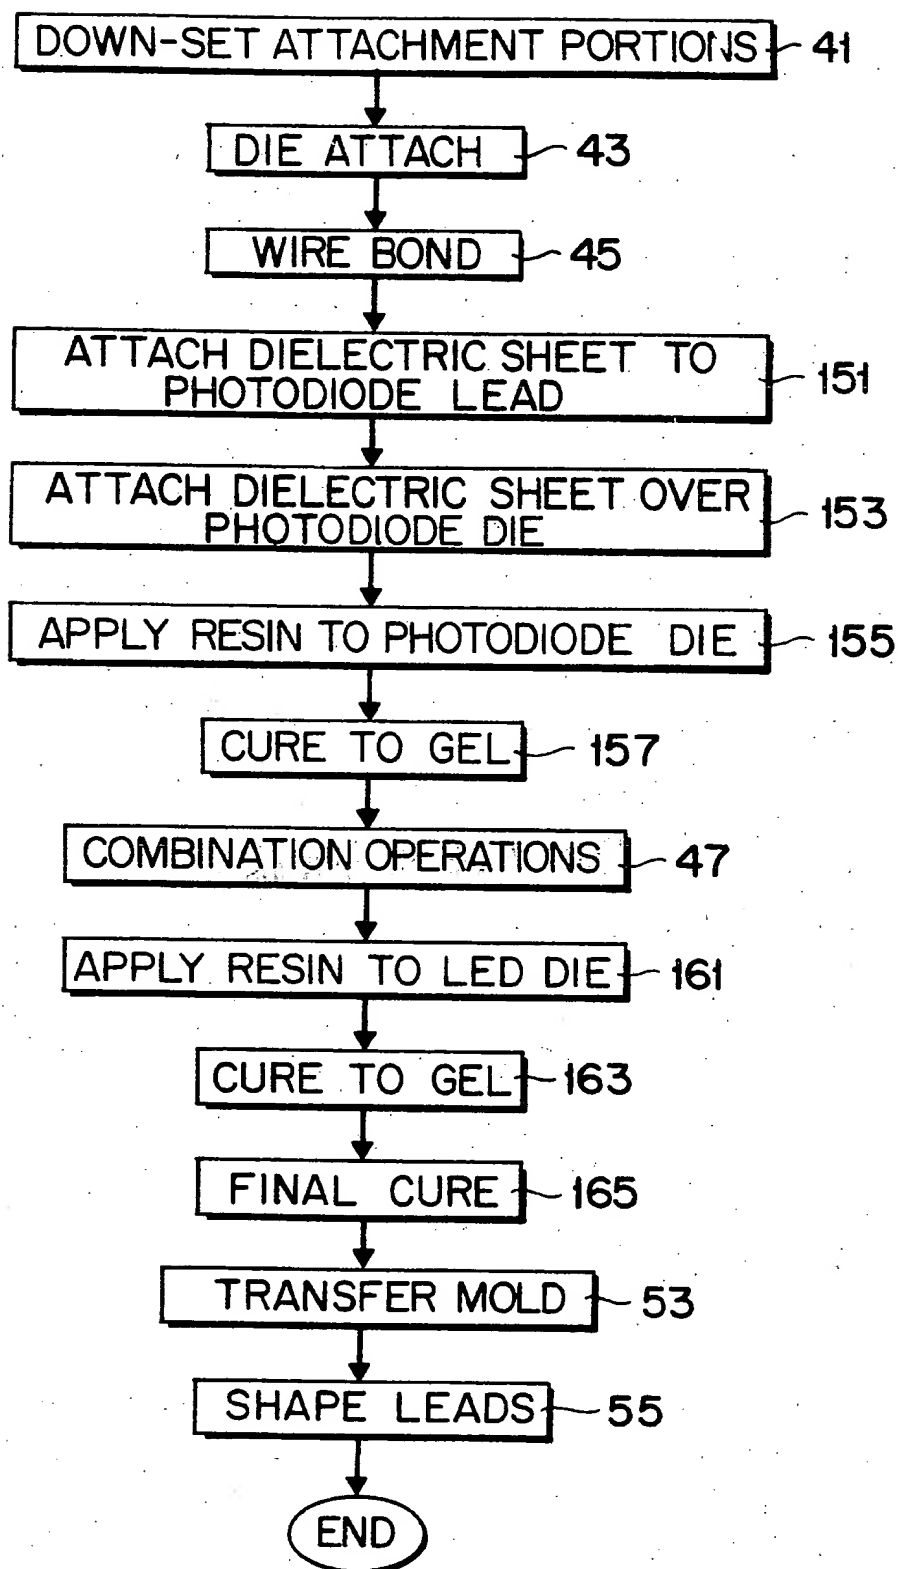 DOWN-SET ATTACHMENT PORTIONS 41
DIE ATTACH 43
WIRE BOND 45
ATTACH DIELECTRIC SHEET TO
PHOTODIODE LEAD 151
ATTACH DIELECTRIC SHEET OVER
PHOTODIODE DIE 153
APPLY RESIN TO PHOTODIODE DIE 155
CURE TO GEL 157
COMBINATION OPERATIONS 47
APPLY RESIN TO LED DIE 161
CURE TO GEL 163
FINAL CURE 165
TRANSFER MOLD 53
SHAPE LEADS 55
END